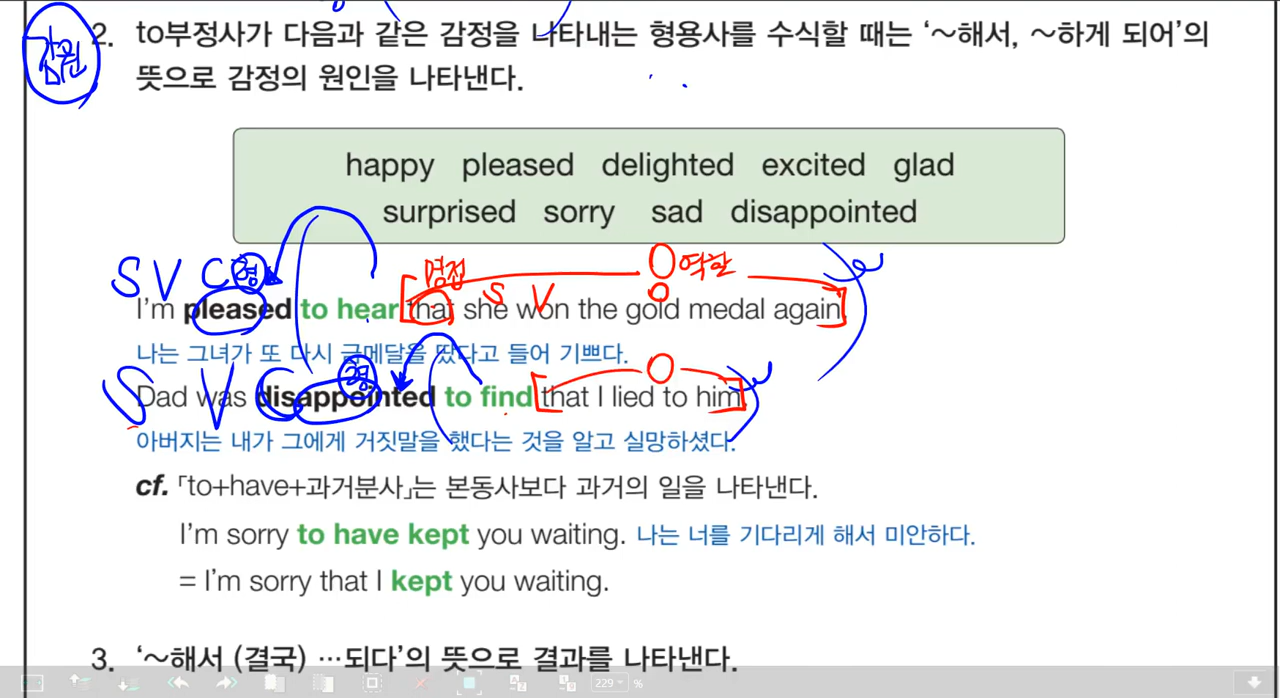 감원 2. to부정사가 다음과 같은 감정을 나타내는 형용사를 수식할 때는 '~해서, ~하게 되어'의
뜻으로 감정의 원인을 나타낸다.
happy pleased delighted excited glad
surprised sorry sad disappointed
S V C 형 명접 O 역할
S V O
I'm pleased to hear that she won the gold medal again
나는 그녀가 또 다시 금메달을 땄다고 들어 기쁘다.
S V C 형 O
Dad was disappointed to find that I lied to him
아버지는 내가 그에게 거짓말을 했다는 것을 알고 실망하셨다.
cf. 「to+have+과거분사」는 본동사보다 과거의 일을 나타낸다.
I'm sorry to have kept you waiting. 나는 너를 기다리게 해서 미안하다.
= I'm sorry that I kept you waiting.
3. '~해서 (결국) …되다'의 뜻으로 결과를 나타낸다.
229 %